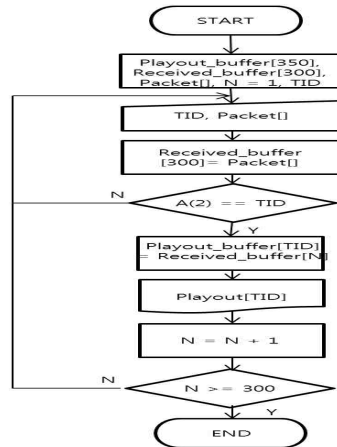 START
Playout_buffer[350],
Received_buffer[300],
Packet[], N = 1, TID
TID, Packet[]
Received_buffer
[300]= Packet[]
N
A(2) == TID
Y
Playout_buffer[TID]
= Received_buffer[N]
Playout[TID]
N = N + 1
N
N >= 300
Y
END